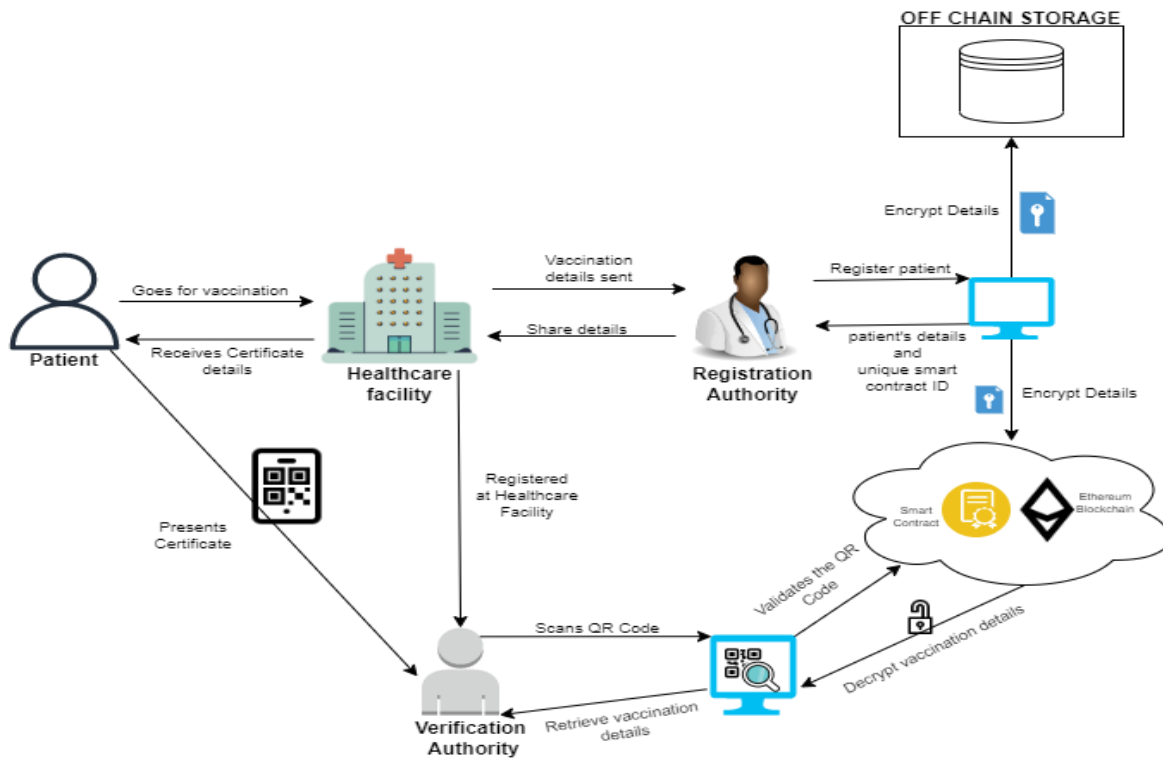 OFF CHAIN STORAGE
Encrypt Details
Vaccination
details sent
Register patient
Goes for vaccination
Share details
patient's details
and
unique smart
contract ID
Receives Certificate
details
Patient
Healthcare
facility
Registration
Authority
Encrypt Details
Registered
at Healthcare
Facility
Smart
Contract
Ethereum
Blockchain
Presents
Certificate
Validates the QR
Code
Scans QR Code
Decrypt vaccination details
Retrieve vaccination
details
Verification
Authority